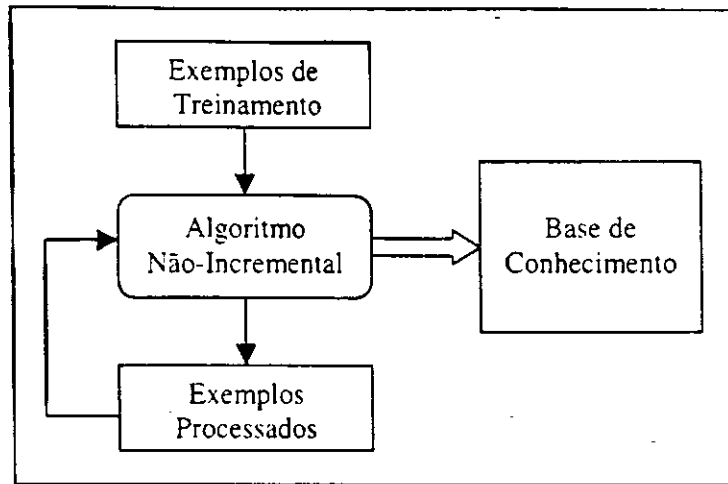 Exemplos de
Treinamento
Algoritmo
Não-Incremental
Base de
Conhecimento
Exemplos
Processados